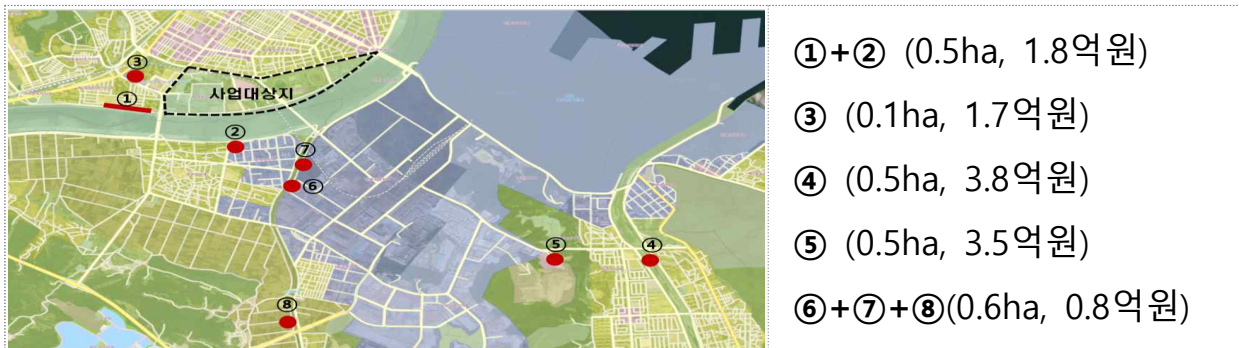 ③
①
사업대상지
②
⑦
⑥
⑤
④
⑧
①+② (0.5ha, 1.8억원)
③ (0.1ha, 1.7억원)
④ (0.5ha, 3.8억원)
⑤ (0.5ha, 3.5억원)
⑥+⑦+⑧(0.6ha, 0.8억원)